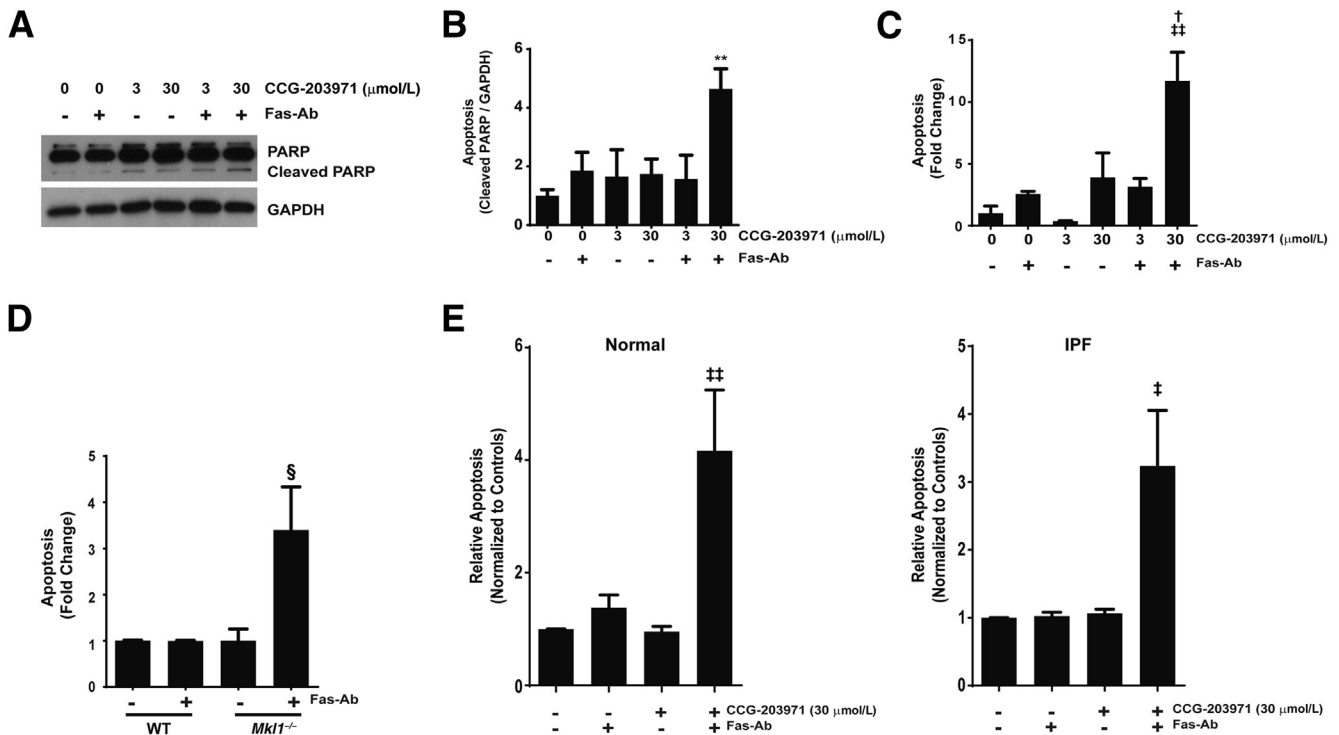 A
0 0 3 30 3 30 CCG-203971 (μmol/L)
- + - - + + Fas-Ab
PARP
Cleaved PARP
GAPDH
B
Apoptosis
(Cleaved PARP / GAPDH)
6
4
2
0
**
0 0 3 30 3 30 CCG-203971 (μmol/L)
- + - - + + Fas-Ab
C
Apoptosis
(Fold Change)
15
10
5
0
†
‡‡
0 0 3 30 3 30 CCG-203971 (μmol/L)
- + - - + + Fas-Ab
D
Apoptosis
(Fold Change)
5
4
3
2
1
0
§
- + - + Fas-Ab
WT Mkl1–/–
E
Normal
Relative Apoptosis
(Normalized to Controls)
6
4
2
0
‡‡
- - + + CCG-203971 (30 μmol/L)
- + - + Fas-Ab
IPF
Relative Apoptosis
(Normalized to Controls)
5
4
3
2
1
0
‡
- - + + CCG-203971 (30 μmol/L)
- + - + Fas-Ab